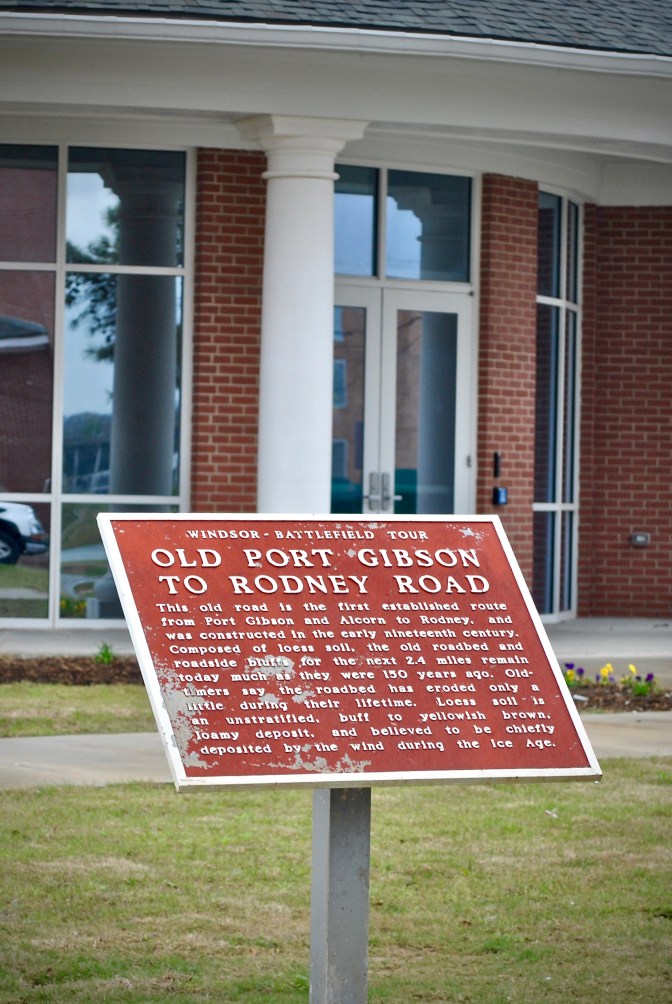 WINDSOR - BATTLEFIELD TOUR
OLD PORT GIBSON
TO RODNEY ROAD
This old road is the first established route
from Port Gibson and Alcorn to Rodney, and
was constructed in the early nineteenth century.
Composed of loess soil, the old roadbed and
roadside bluffs for the next 2.4 miles remain
today much as they were 150 years ago. Old-
timers say the roadbed has eroded only a
little during their lifetime. Loess soil is
an unstratified, buff to yellowish brown,
loamy deposit, and believed to be chiefly
deposited by the wind during the Ice Age.